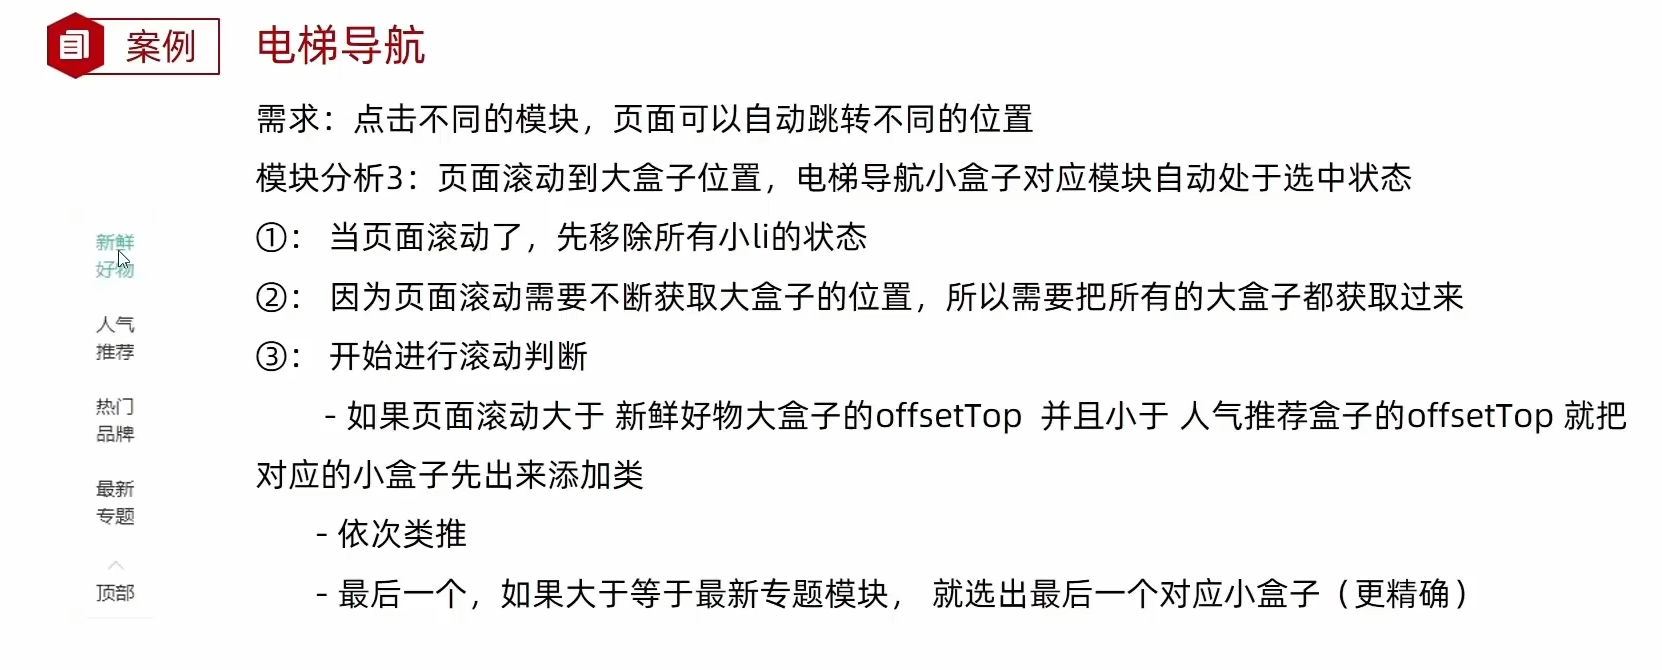 案例
电梯导航
需求：点击不同的模块，页面可以自动跳转不同的位置
模块分析3：页面滚动到大盒子位置，电梯导航小盒子对应模块自动处于选中状态
①： 当页面滚动了，先移除所有小li的状态
②： 因为页面滚动需要不断获取大盒子的位置，所以需要把所有的大盒子都获取过来
③： 开始进行滚动判断
- 如果页面滚动大于 新鲜好物大盒子的offsetTop 并且小于 人气推荐盒子的offsetTop 就把
对应的小盒子先出来添加类
- 依次类推
- 最后一个，如果大于等于最新专题模块， 就选出最后一个对应小盒子（更精确）
新鲜
好物
人气
推荐
热门
品牌
最新
专题
顶部